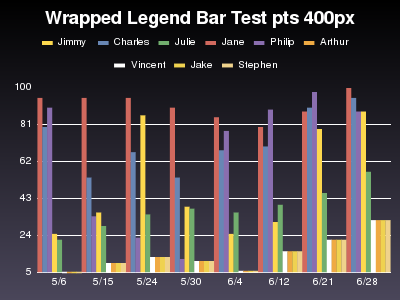 Wrapped Legend Bar Test pts 400px
Jimmy Charles Julie Jane Philip Arthur
Vincent Jake Stephen
100
81
62
43
24
5
5/6 5/15 5/24 5/30 6/4 6/12 6/21 6/28